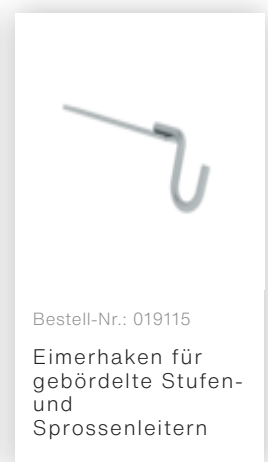 Bestell-Nr.: 019115
Eimerhaken für
gebördelte Stufen-
und
Sprossenleitern